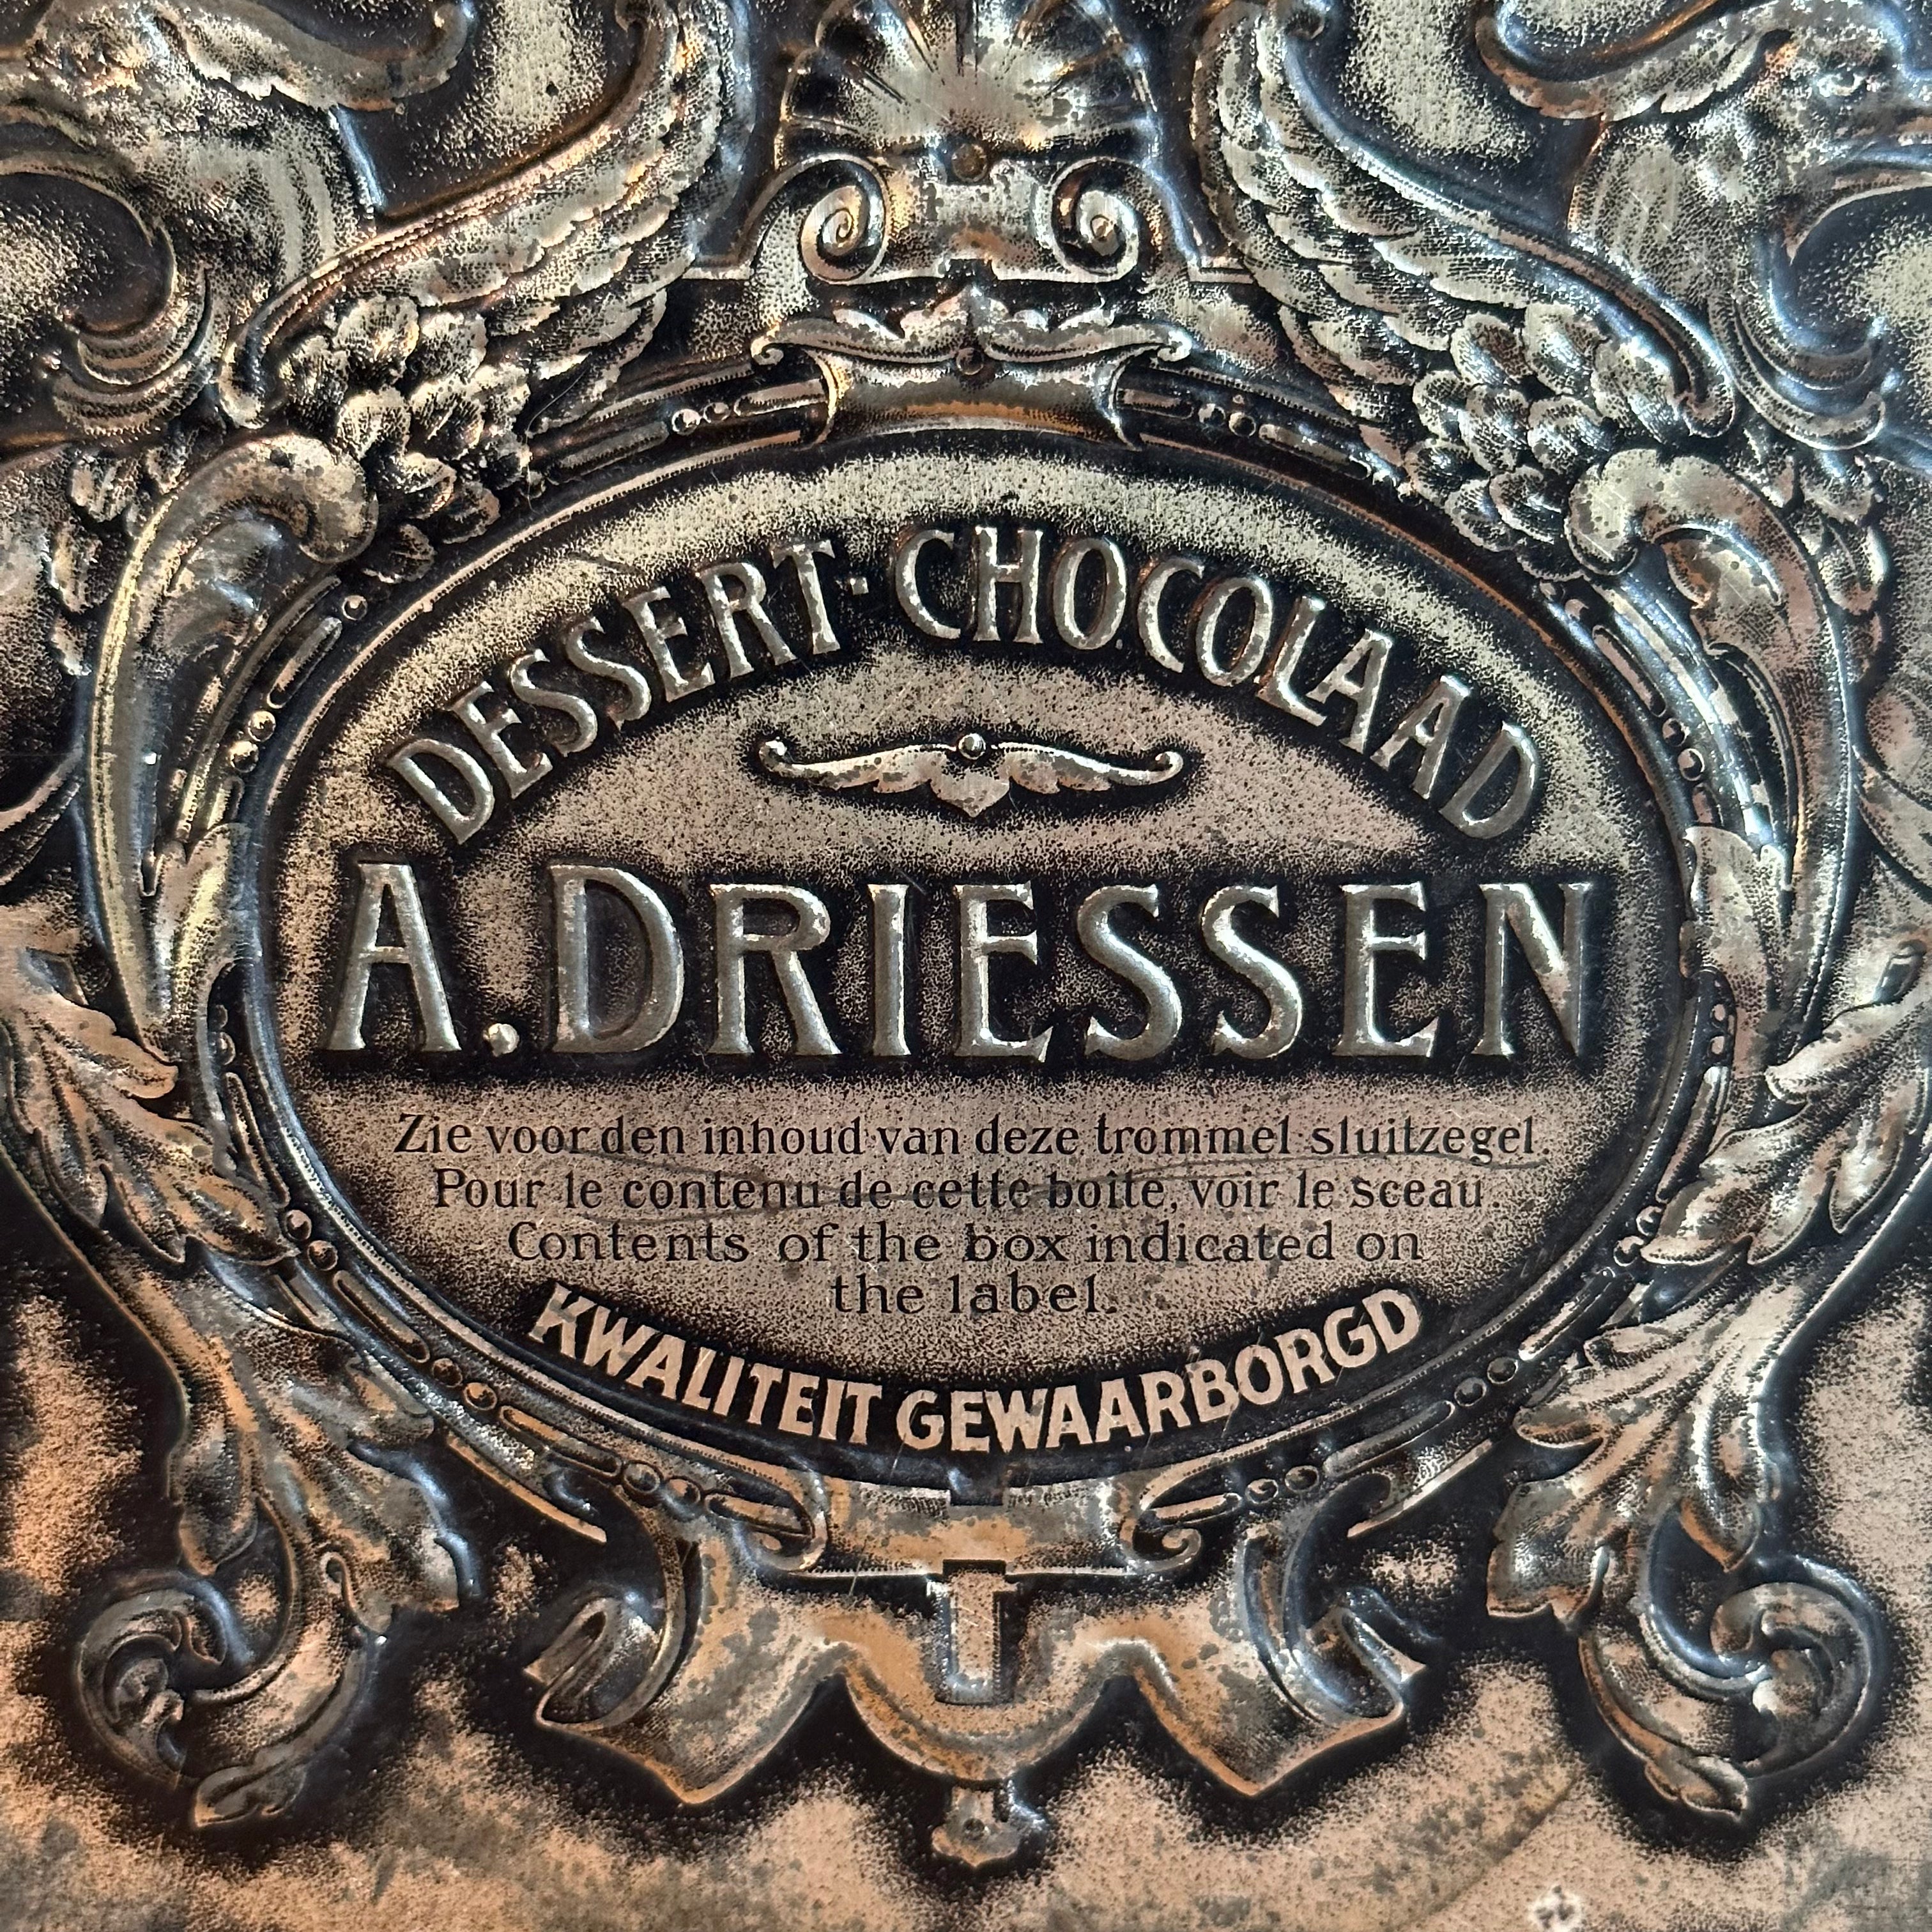 DESSERT·CHOCOLAAD
A. DRIESSEN
Zie voor den inhoud van deze trommel sluitzegel.
Pour le contenu de cette boîte, voir le sceau.
Contents of the box indicated on
the label.
KWALITEIT GEWAARBORGD